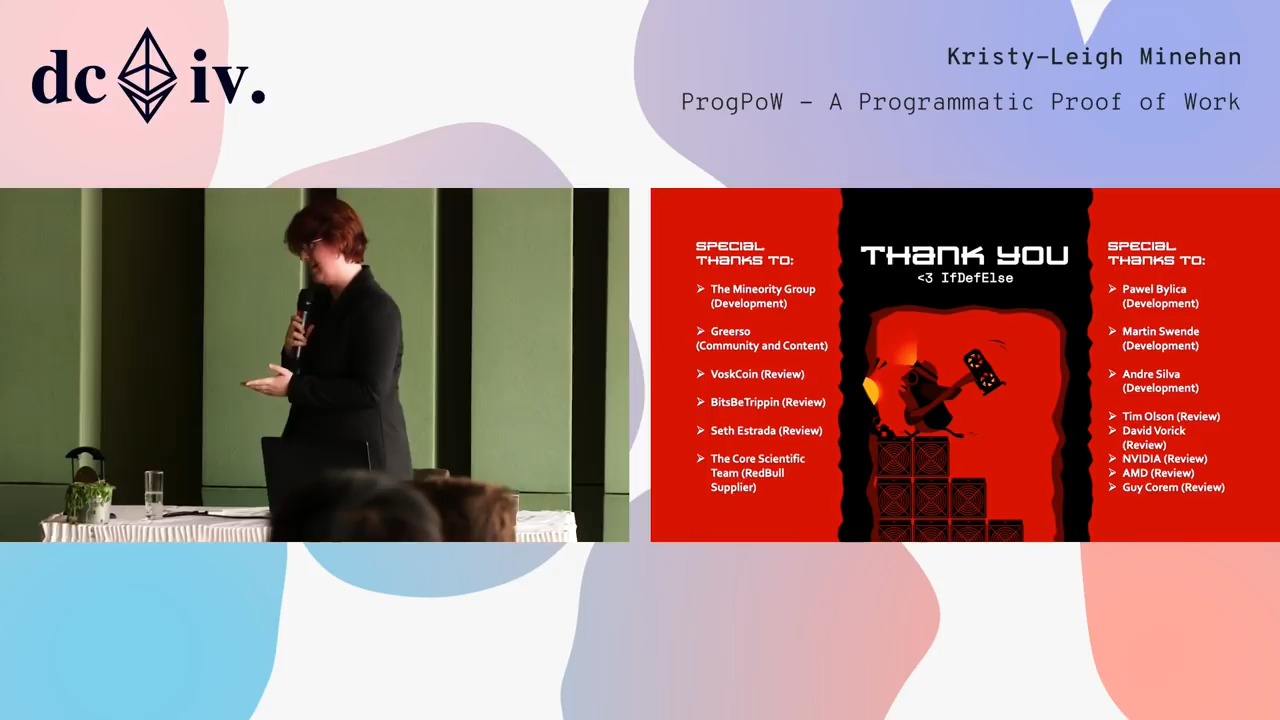 dc iv.
Kristy-Leigh Minehan
ProgPoW - A Programmatic Proof of Work
SPECIAL
THANKS TO:
➢ The Mineority Group
(Development)
➢ Greerso
(Community and Content)
➢ VoskCoin (Review)
➢ BitsBeTrippin (Review)
➢ Seth Estrada (Review)
➢ The Core Scientific
Team (RedBull
Supplier)
THANK YOU
<3 IfDefElse
SPECIAL
THANKS TO:
➢ Pawel Bylica
(Development)
➢ Martin Swende
(Development)
➢ Andre Silva
(Development)
➢ Tim Olson (Review)
➢ David Vorick
(Review)
➢ NVIDIA (Review)
➢ AMD (Review)
➢ Guy Corem (Review)